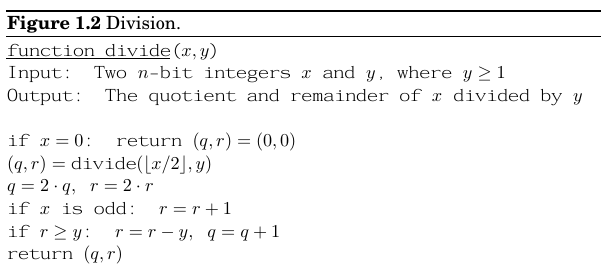 Figure 1.2 Division.
function divide(x, y)
Input: Two n-bit integers x and y, where y ≥ 1
Output: The quotient and remainder of x divided by y
if x = 0: return (q, r) = (0, 0)
(q, r) = divide(⌊x/2⌋, y)
q = 2 · q, r = 2 · r
if x is odd: r = r + 1
if r ≥ y: r = r − y, q = q + 1
return (q, r)